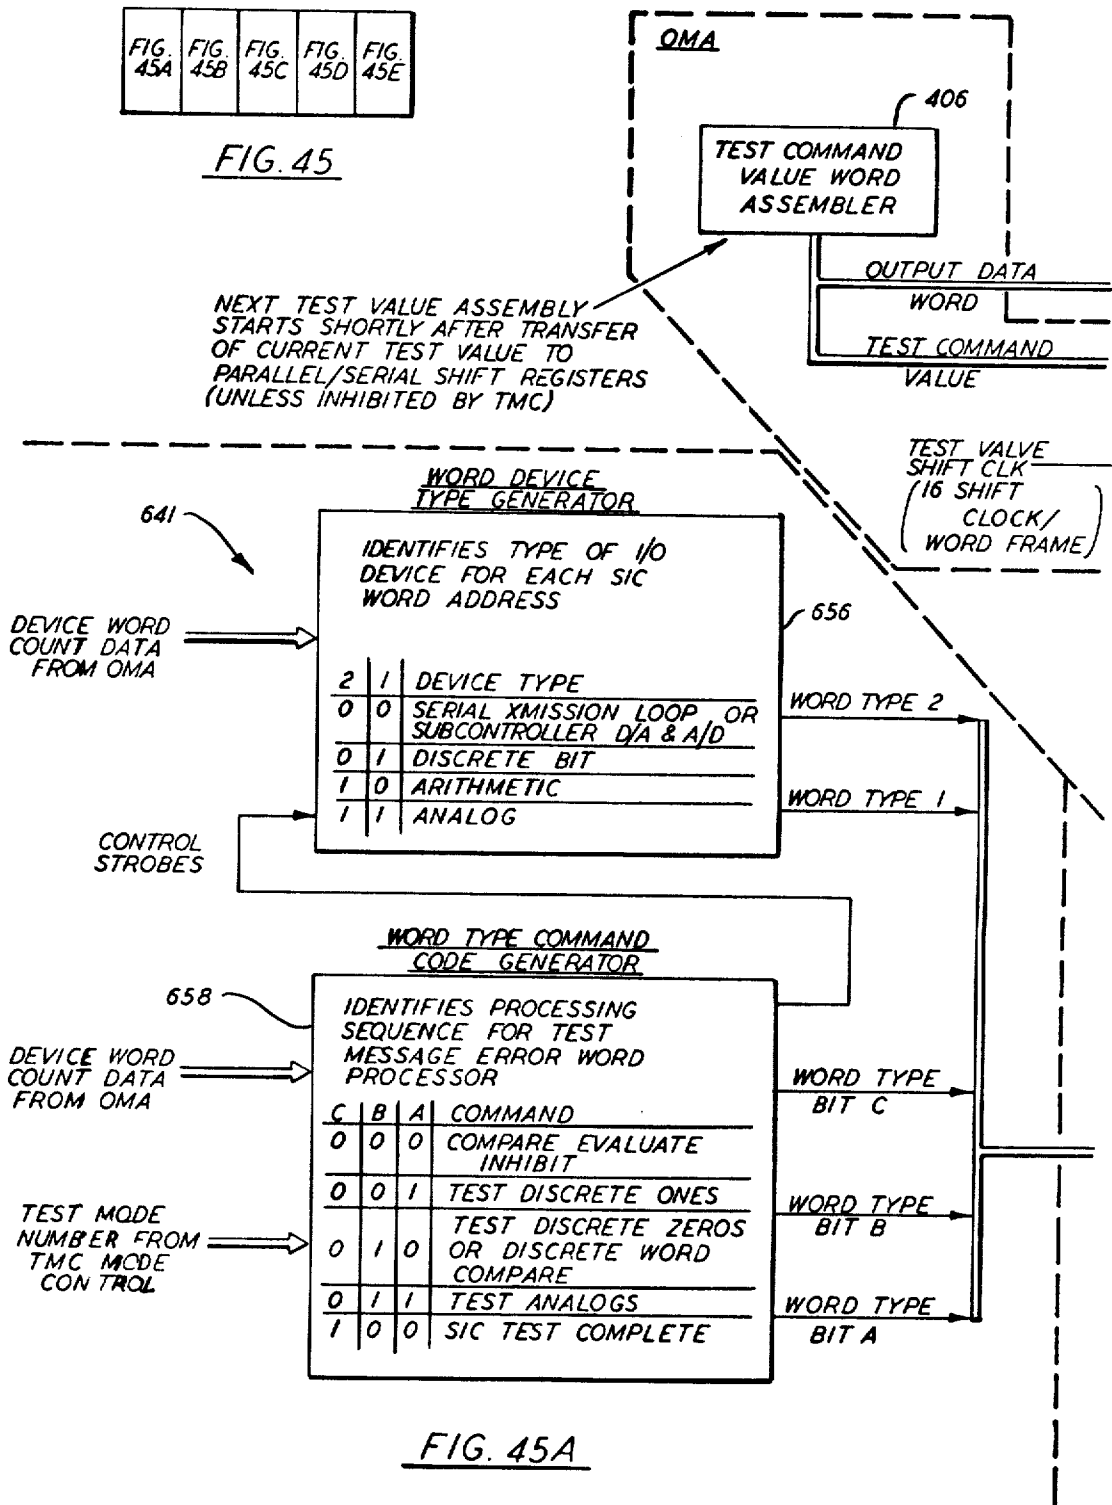 FIG. 45A FIG. 45B FIG. 45C FIG. 45D FIG. 45E
FIG. 45
OMA
406
TEST COMMAND
VALUE WORD
ASSEMBLER
OUTPUT DATA
WORD
TEST COMMAND
VALUE
NEXT TEST VALUE ASSEMBLY
STARTS SHORTLY AFTER TRANSFER
OF CURRENT TEST VALUE TO
PARALLEL/SERIAL SHIFT REGISTERS
(UNLESS INHIBITED BY TMC)
TEST VALVE
SHIFT CLK
(16 SHIFT
CLOCK/
WORD FRAME)
WORD DEVICE
TYPE GENERATOR
641
IDENTIFIES TYPE OF I/O
DEVICE FOR EACH SIC
WORD ADDRESS
656
DEVICE WORD
COUNT DATA
FROM OMA
2 1 DEVICE TYPE
0 0 SERIAL XMISSION LOOP OR
SUBCONTROLLER D/A & A/D
0 1 DISCRETE BIT
1 0 ARITHMETIC
1 1 ANALOG
WORD TYPE 2
WORD TYPE 1
CONTROL
STROBES
WORD TYPE COMMAND
CODE GENERATOR
658
IDENTIFIES PROCESSING
SEQUENCE FOR TEST
MESSAGE ERROR WORD
PROCESSOR
DEVICE WORD
COUNT DATA
FROM OMA
C B A COMMAND
0 0 0 COMPARE EVALUATE
INHIBIT
0 0 1 TEST DISCRETE ONES
TEST DISCRETE ZEROS
0 1 0 OR DISCRETE WORD
COMPARE
0 1 1 TEST ANALOGS
1 0 0 SIC TEST COMPLETE
TEST MODE
NUMBER FROM
TMC MODE
CONTROL
WORD TYPE
BIT C
WORD TYPE
BIT B
WORD TYPE
BIT A
FIG. 45A